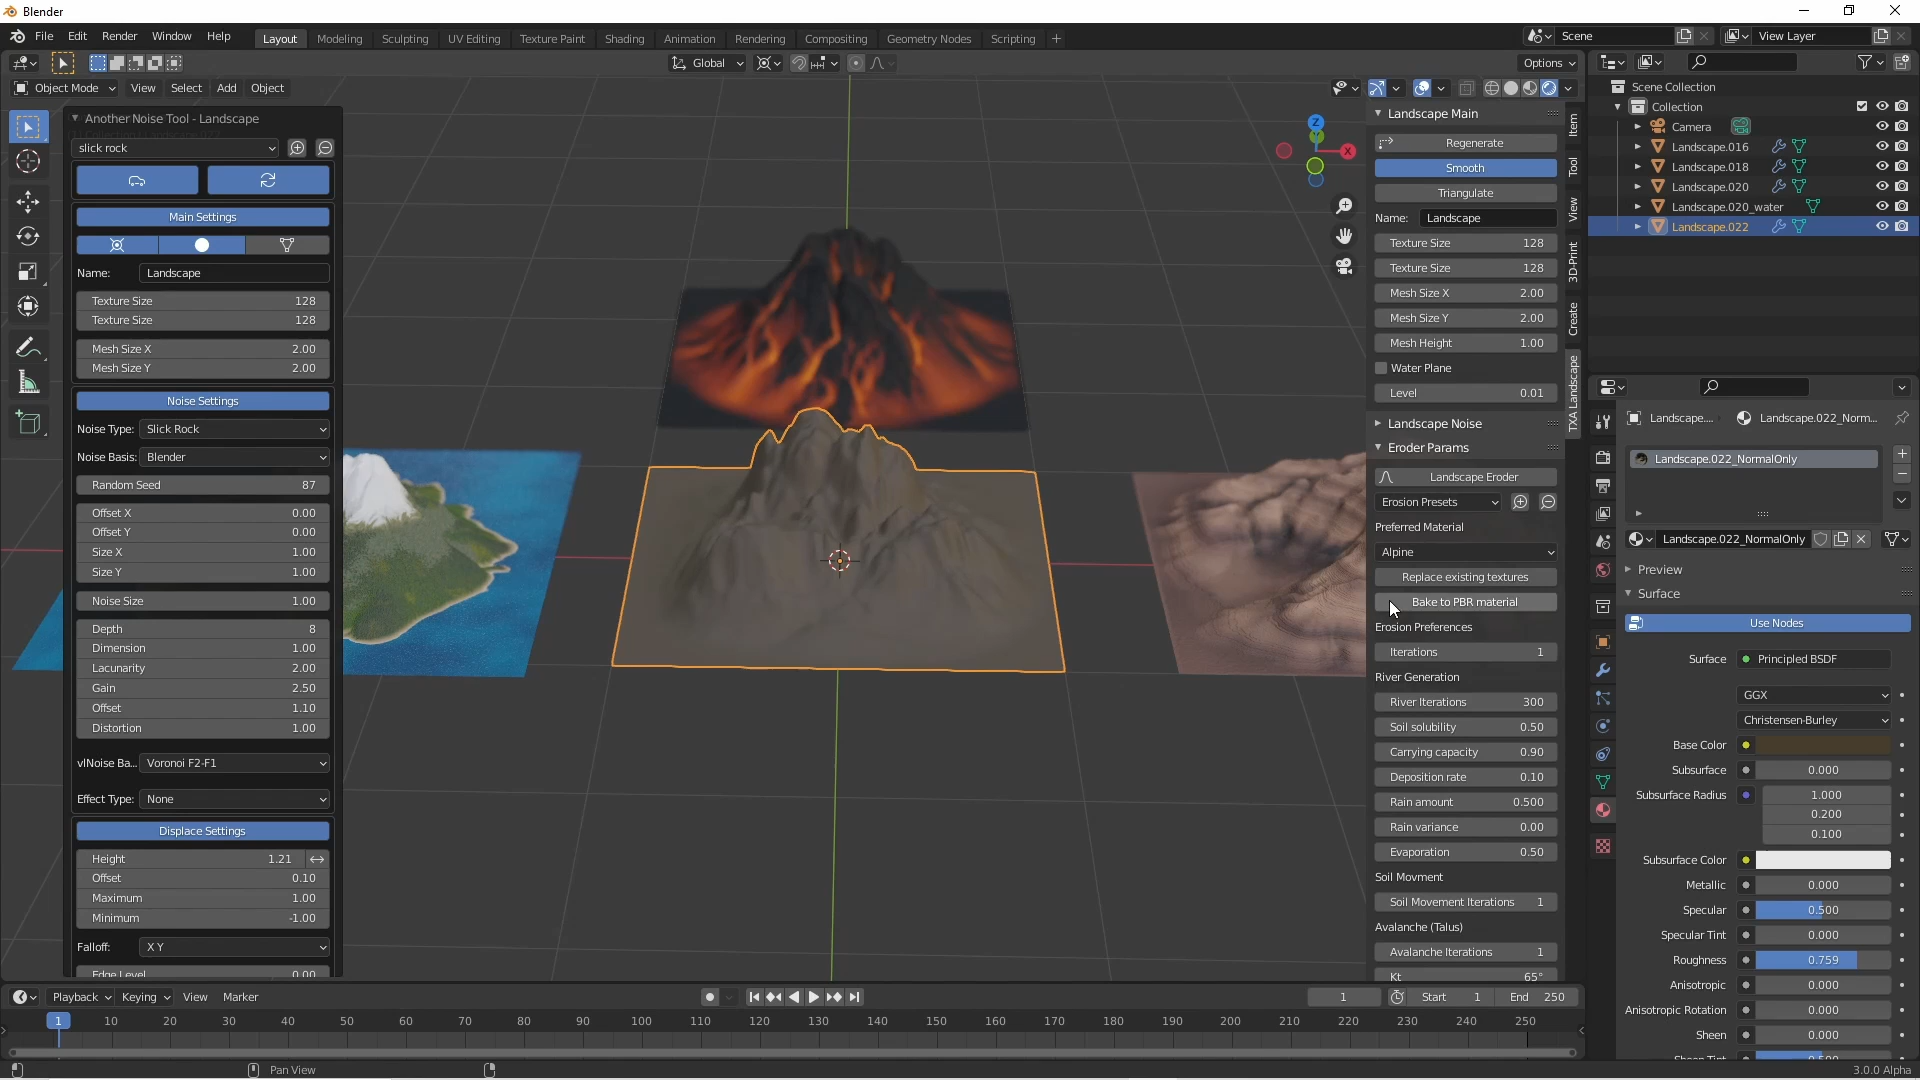 Blender
File Edit Render Window Help
Layout Modeling Sculpting UV Editing Texture Paint Shading Animation Rendering Compositing Geometry Nodes Scripting +
Scene
View Layer
Global
Options
Object Mode View Select Add Object
Another Noise Tool - Landscape
slick rock
Main Settings
Name: Landscape
Texture Size 128
Texture Size 128
Mesh Size X 2.00
Mesh Size Y 2.00
Noise Settings
Noise Type: Slick Rock
Noise Basis: Blender
Random Seed 87
Offset X 0.00
Offset Y 0.00
Size X 1.00
Size Y 1.00
Noise Size 1.00
Depth 8
Dimension 1.00
Lacunarity 2.00
Gain 2.50
Offset 1.10
Distortion 1.00
vlNoise Ba... Voronoi F2-F1
Effect Type: None
Displace Settings
Height 1.21
Offset 0.10
Maximum 1.00
Minimum -1.00
Falloff: X Y
Edge Level 0.00
Z
Y
X
Landscape Main
Regenerate
Smooth
Triangulate
Name: Landscape
Texture Size 128
Texture Size 128
Mesh Size X 2.00
Mesh Size Y 2.00
Mesh Height 1.00
Water Plane
Level 0.01
Landscape Noise
Eroder Params
Landscape Eroder
Erosion Presets
Preferred Material
Alpine
Replace existing textures
Bake to PBR material
Erosion Preferences
Iterations 1
River Generation
River Iterations 300
Soil solubility 0.50
Carrying capacity 0.90
Deposition rate 0.10
Rain amount 0.500
Rain variance 0.00
Evaporation 0.50
Soil Movment
Soil Movement Iterations 1
Avalanche (Talus)
Avalanche Iterations 1
Kt 65°
Item
Tool
View
3D-Print
Create
TXA Landscape
Scene Collection
Collection
Camera
Landscape.016
Landscape.018
Landscape.020
Landscape.020_water
Landscape.022
Landscape.... Landscape.022_Norm...
Landscape.022_NormalOnly
Landscape.022_NormalOnly
Preview
Surface
Use Nodes
Surface Principled BSDF
GGX
Christensen-Burley
Base Color
Subsurface 0.000
Subsurface Radius 1.000
0.200
0.100
Subsurface Color
Metallic 0.000
Specular 0.500
Specular Tint 0.000
Roughness 0.759
Anisotropic 0.000
Anisotropic Rotation 0.000
Sheen 0.000
Sheen Tint 0.500
Playback Keying View Marker
1 Start 1 End 250
1 10 20 30 40 50 60 70 80 90 100 110 120 130 140 150 160 170 180 190 200 210 220 230 240 250
Pan View
3.0.0 Alpha